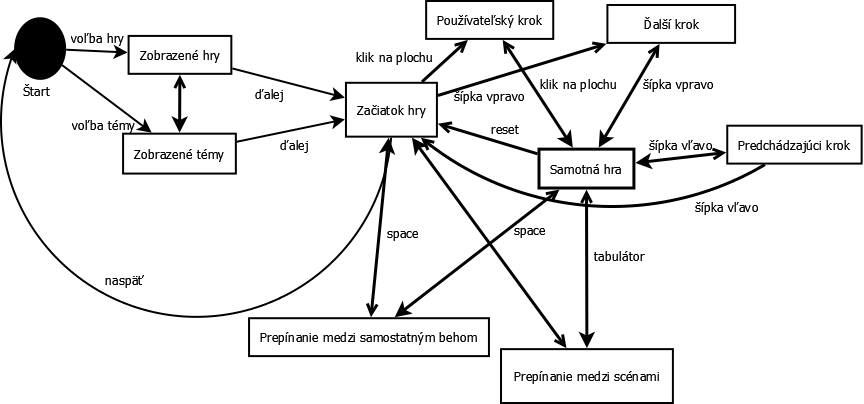 Používateľský krok
Ďalší krok
voľba hry
Zobrazené hry
klik na plochu
Štart
ďalej
klik na plochu
šípka vpravo
šípka vpravo
Začiatok hry
voľba témy
reset
ďalej
šípka vľavo
Predchádzajúci krok
Zobrazené témy
Samotná hra
šípka vľavo
space
space
tabulátor
naspäť
Prepínanie medzi samostatným behom
Prepínanie medzi scénami